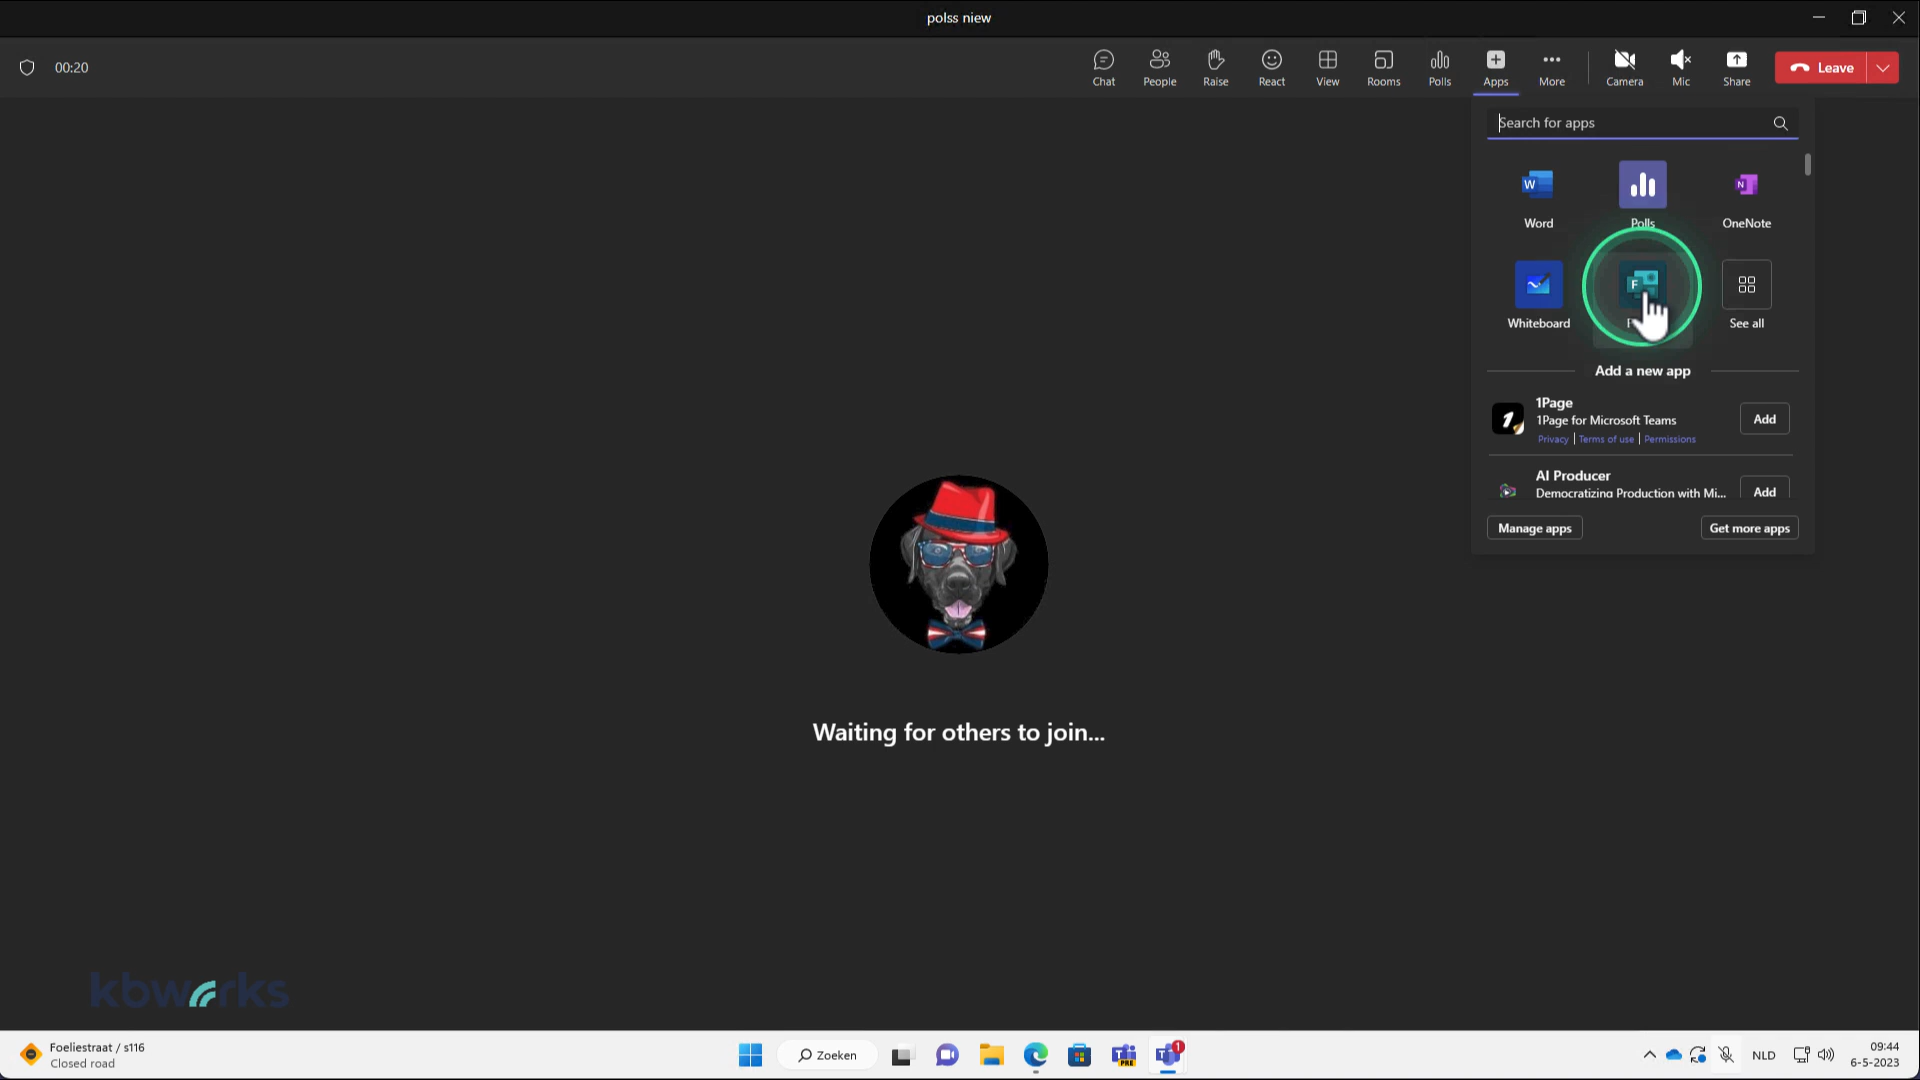 polss niew
00:20
Chat
People
Raise
React
View
Rooms
Polls
Apps
More
Camera
Mic
Share
Leave
Search for apps
Word
Polls
OneNote
Whiteboard
See all
Add a new app
1Page
1Page for Microsoft Teams
Add
Privacy | Terms of use | Permissions
AI Producer
Democratizing Production with Mi...
Add
Manage apps
Get more apps
Waiting for others to join...
kbworks
Foeliestraat / s116
Closed road
Zoeken
PRE
1
NLD
09:44
6-5-2023